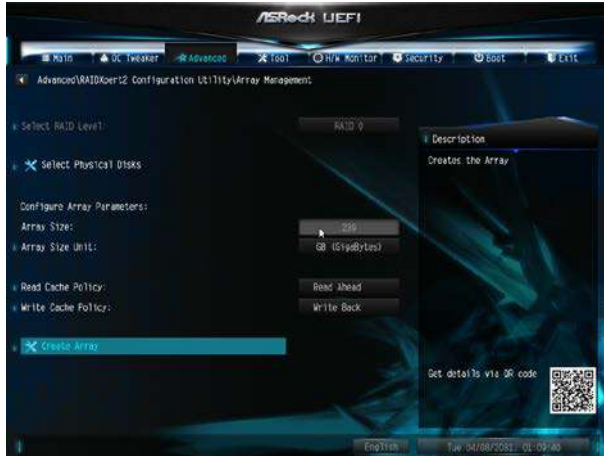 ASRock UEFI
Main OC Tweaker Advanced Tool H/W Monitor Security Boot Exit
Advanced\RAIDXpert2 Configuration Utility\Array Management
Select RAID Level: RAID 0
Description
Creates the Array
Select Physical Disks
Configure Array Parameters:
Array Size:
Array Size Unit: GB (GigaBytes)
Read Cache Policy: Read Ahead
Write Cache Policy: Write Back
Create Array
Get details via QR code
English